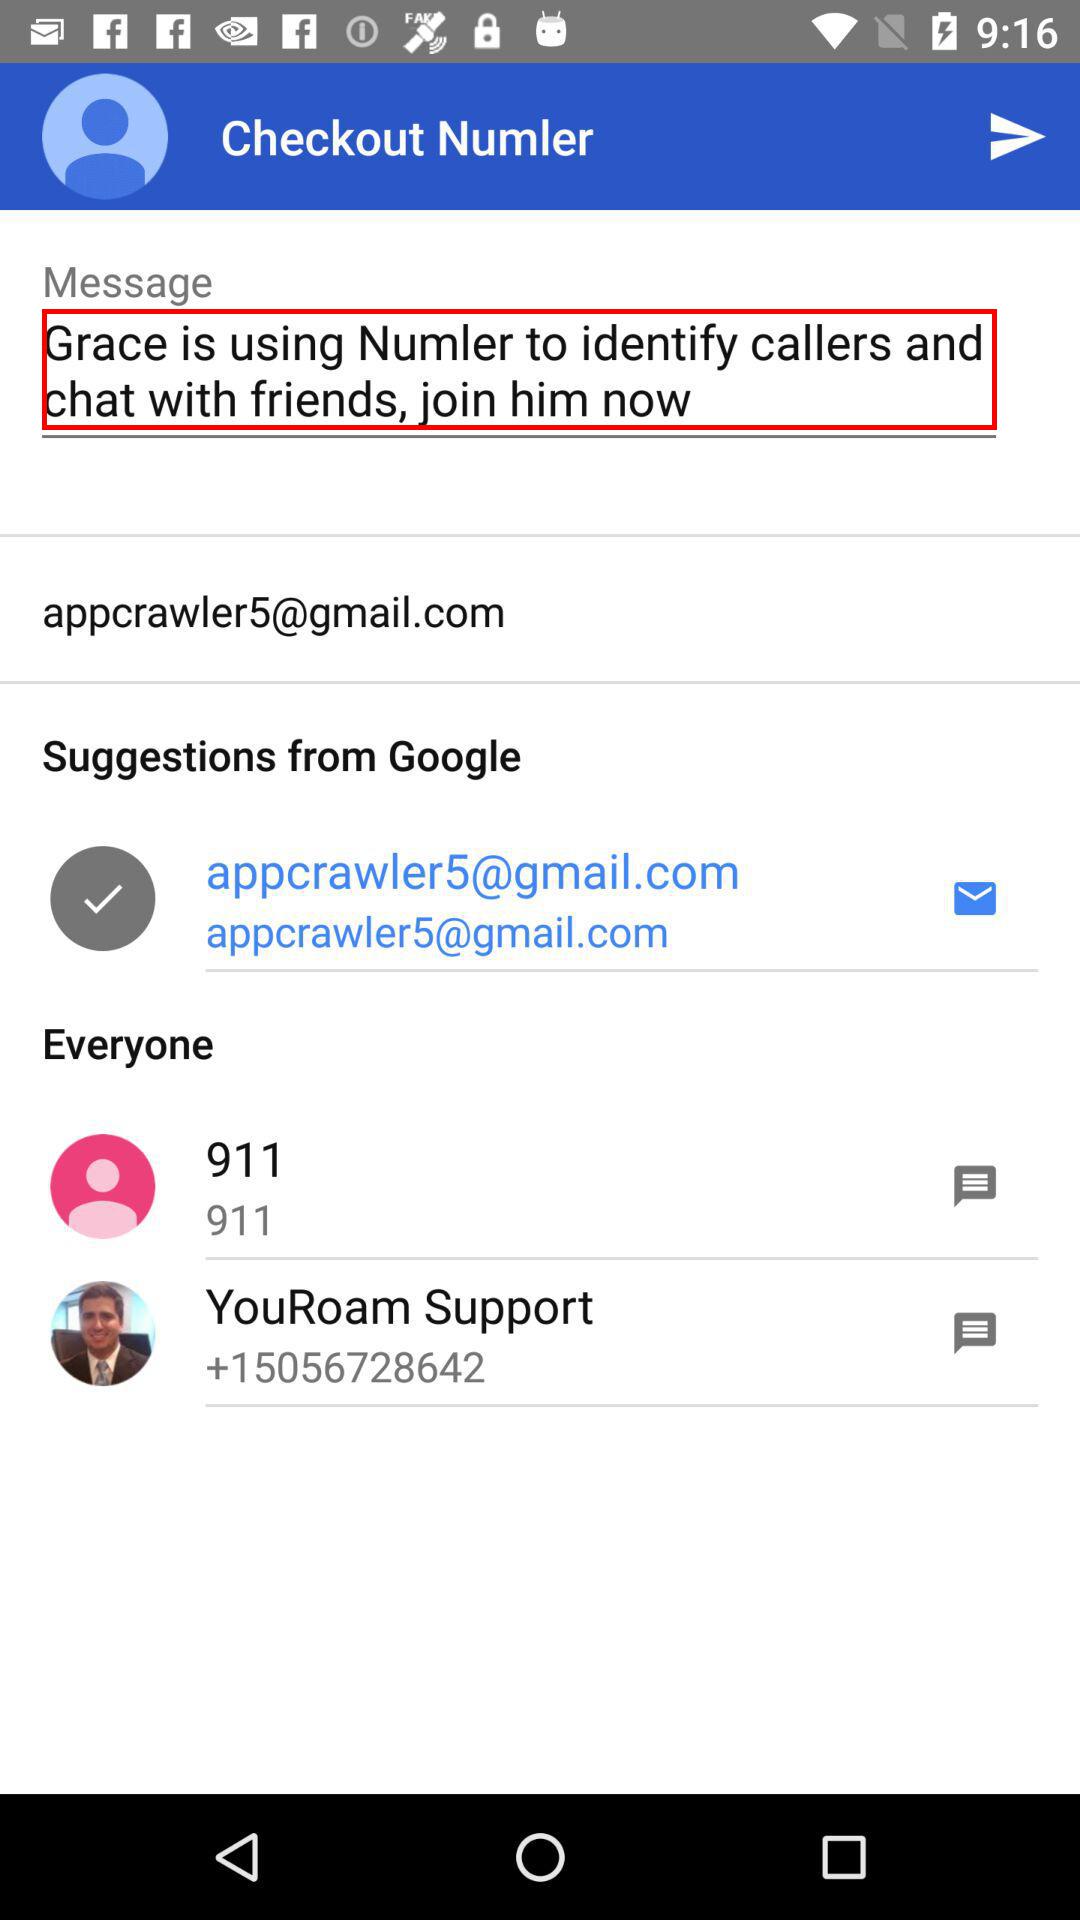 FAKE
9:16
Checkout Numler
Message
Grace is using Numler to identify callers and
chat with friends, join him now
appcrawler5@gmail.com
Suggestions from Google
appcrawler5@gmail.com
appcrawler5@gmail.com
Everyone
911
911
YouRoam Support
+15056728642